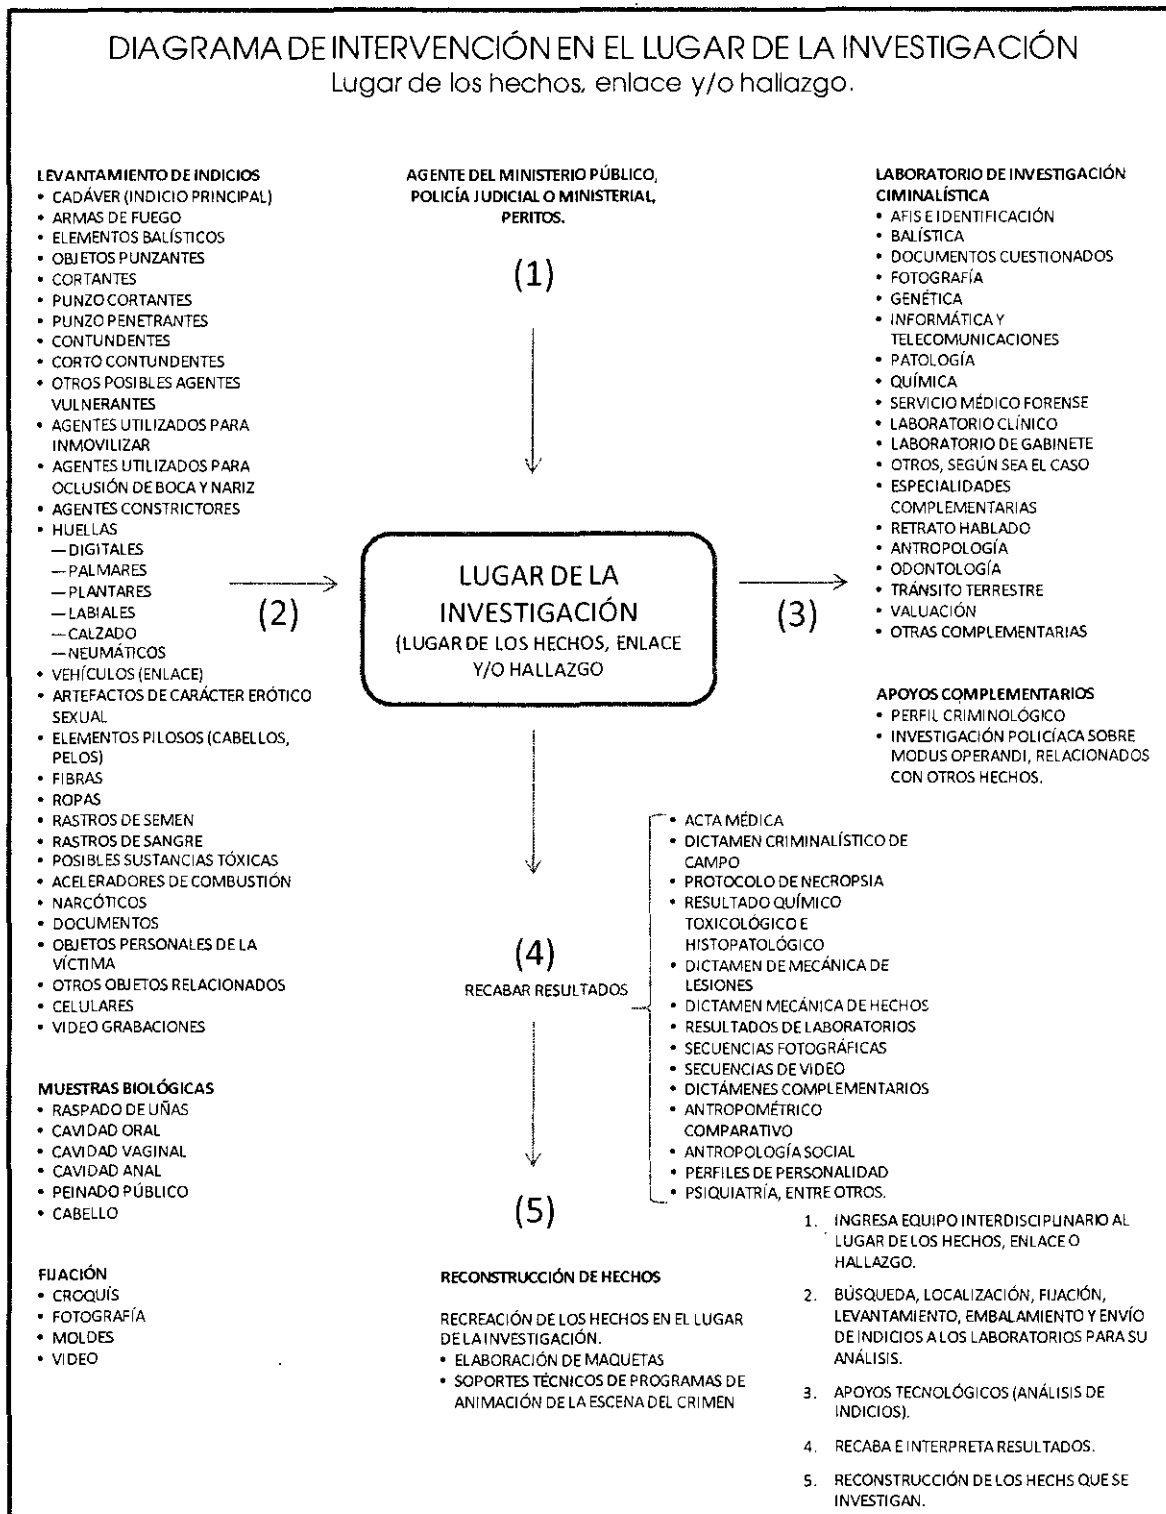 DIAGRAMA DE INTERVENCIÓN EN EL LUGAR DE LA INVESTIGACIÓN
Lugar de los hechos, enlace y/o hallazgo.
LEVANTAMIENTO DE INDICIOS
• CADÁVER (INDICIO PRINCIPAL)
• ARMAS DE FUEGO
• ELEMENTOS BALÍSTICOS
• OBJETOS PUNZANTES
• CORTANTES
• PUNZO CORTANTES
• PUNZO PENETRANTES
• CONTUNDENTES
• CORTO CONTUNDENTES
• OTROS POSIBLES AGENTES
VULNERANTES
• AGENTES UTILIZADOS PARA
INMOVILIZAR
• AGENTES UTILIZADOS PARA
OCLUSIÓN DE BOCA Y NARIZ
• AGENTES CONSTRICTORES
• HUELLAS
— DIGITALES
— PALMARES
— PLANTARES
— LABIALES
— CALZADO
— NEUMÁTICOS
• VEHÍCULOS (ENLACE)
• ARTEFACTOS DE CARÁCTER ERÓTICO
SEXUAL
• ELEMENTOS PILOSOS (CABELLOS,
PELOS)
• FIBRAS
• ROPAS
• RASTROS DE SEMEN
• RASTROS DE SANGRE
• POSIBLES SUSTANCIAS TÓXICAS
• ACELERADORES DE COMBUSTIÓN
• NARCÓTICOS
• DOCUMENTOS
• OBJETOS PERSONALES DE LA
VÍCTIMA
• OTROS OBJETOS RELACIONADOS
• CELULARES
• VIDEO GRABACIONES
MUESTRAS BIOLÓGICAS
• RASPADO DE UÑAS
• CAVIDAD ORAL
• CAVIDAD VAGINAL
• CAVIDAD ANAL
• PEINADO PÚBLICO
• CABELLO
FIJACIÓN
• CROQUÍS
• FOTOGRAFÍA
• MOLDES
• VIDEO
AGENTE DEL MINISTERIO PÚBLICO,
POLICÍA JUDICIAL O MINISTERIAL,
PERITOS.
(1)
(2)
LUGAR DE LA
INVESTIGACIÓN
(LUGAR DE LOS HECHOS, ENLACE
Y/O HALLAZGO
(3)
(4)
RECABAR RESULTADOS
(5)
RECONSTRUCCIÓN DE HECHOS
RECREACIÓN DE LOS HECHOS EN EL LUGAR
DE LA INVESTIGACIÓN.
• ELABORACIÓN DE MAQUETAS
• SOPORTES TÉCNICOS DE PROGRAMAS DE
ANIMACIÓN DE LA ESCENA DEL CRIMEN
LABORATORIO DE INVESTIGACIÓN
CIMINALÍSTICA
• AFIS E IDENTIFICACIÓN
• BALÍSTICA
• DOCUMENTOS CUESTIONADOS
• FOTOGRAFÍA
• GENÉTICA
• INFORMÁTICA Y
TELECOMUNICACIONES
• PATOLOGÍA
• QUÍMICA
• SERVICIO MÉDICO FORENSE
• LABORATORIO CLÍNICO
• LABORATORIO DE GABINETE
• OTROS, SEGÚN SEA EL CASO
• ESPECIALIDADES
COMPLEMENTARIAS
• RETRATO HABLADO
• ANTROPOLOGÍA
• ODONTOLOGÍA
• TRÁNSITO TERRESTRE
• VALUACIÓN
• OTRAS COMPLEMENTARIAS
APOYOS COMPLEMENTARIOS
• PERFIL CRIMINOLÓGICO
• INVESTIGACIÓN POLICÍACA SOBRE
MODUS OPERANDI, RELACIONADOS
CON OTROS HECHOS.
• ACTA MÉDICA
• DICTAMEN CRIMINALÍSTICO DE
CAMPO
• PROTOCOLO DE NECROPSIA
• RESULTADO QUÍMICO
TOXICOLÓGICO E
HISTOPATOLÓGICO
• DICTAMEN DE MECÁNICA DE
LESIONES
• DICTAMEN MECÁNICA DE HECHOS
• RESULTADOS DE LABORATORIOS
• SECUENCIAS FOTOGRÁFICAS
• SECUENCIAS DE VIDEO
• DICTÁMENES COMPLEMENTARIOS
• ANTROPOMÉTRICO
COMPARATIVO
• ANTROPOLOGÍA SOCIAL
• PERFILES DE PERSONALIDAD
• PSIQUIATRÍA, ENTRE OTROS.
1. INGRESA EQUIPO INTERDISCIPLINARIO AL
LUGAR DE LOS HECHOS, ENLACE O
HALLAZGO.
2. BÚSQUEDA, LOCALIZACIÓN, FIJACIÓN,
LEVANTAMIENTO, EMBALAMIENTO Y ENVÍO
DE INDICIOS A LOS LABORATORIOS PARA SU
ANÁLISIS.
3. APOYOS TECNOLÓGICOS (ANÁLISIS DE
INDICIOS).
4. RECABA E INTERPRETA RESULTADOS.
5. RECONSTRUCCIÓN DE LOS HECHS QUE SE
INVESTIGAN.